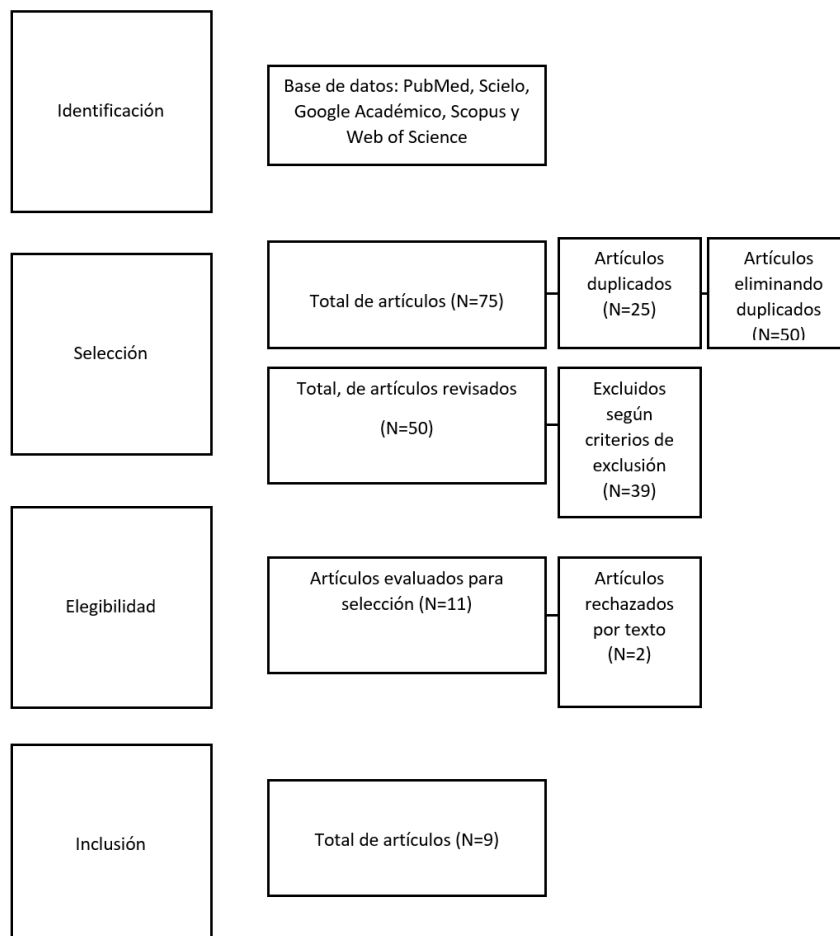 Identificación
Base de datos: PubMed, Scielo,
Google Académico, Scopus y
Web of Science
Selección
Total de artículos (N=75)
Artículos
duplicados
(N=25)
Artículos
eliminando
duplicados
(N=50)
Total, de artículos revisados
(N=50)
Excluidos
según
criterios de
exclusión
(N=39)
Elegibilidad
Artículos evaluados para
selección (N=11)
Artículos
rechazados
por texto
(N=2)
Inclusión
Total de artículos (N=9)